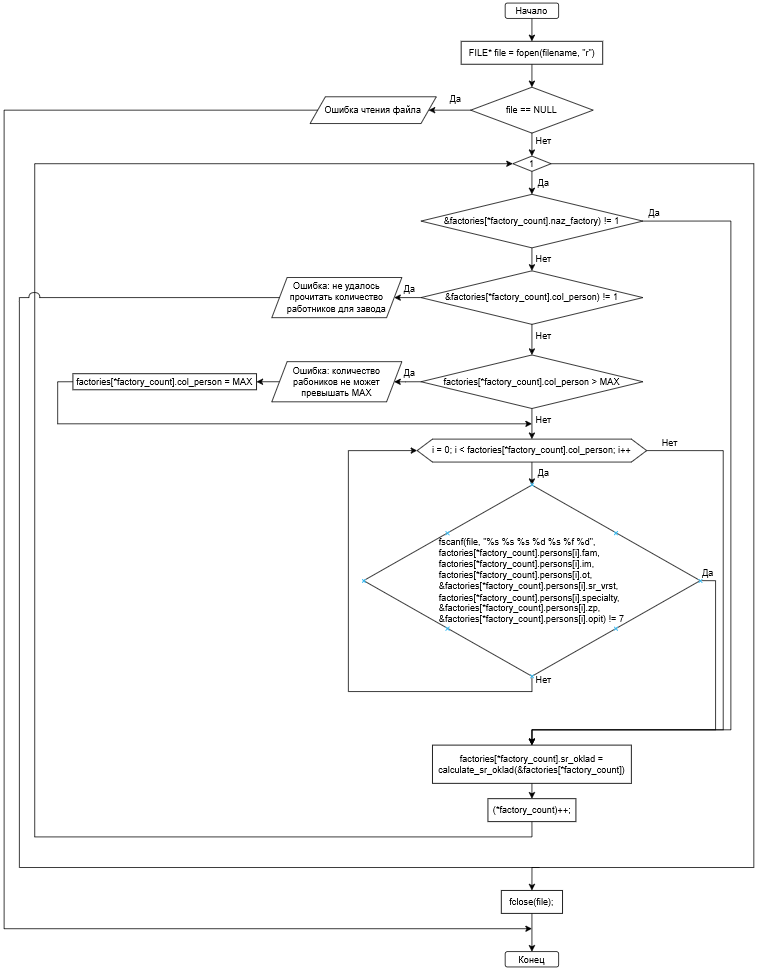 Начало
FILE* file = fopen(filename, "r")
file == NULL
Да
Ошибка чтения файла
Нет
1
Да
&factories[*factory_count].naz_factory) != 1
Да
Нет
&factories[*factory_count].col_person) != 1
Да
Ошибка: не удалось
прочитать количество
работников для завода
Нет
factories[*factory_count].col_person > MAX
Да
Ошибка: количество
рабоников не может
превышать MAX
factories[*factory_count].col_person = MAX
Нет
i = 0; i < factories[*factory_count].col_person; i++
Нет
Да
fscanf(file, "%s %s %s %d %s %f %d",
factories[*factory_count].persons[i].fam,
factories[*factory_count].persons[i].im,
factories[*factory_count].persons[i].ot,
&factories[*factory_count].persons[i].sr_vrst,
factories[*factory_count].persons[i].specialty,
&factories[*factory_count].persons[i].zp,
&factories[*factory_count].persons[i].opit) != 7
Да
Нет
factories[*factory_count].sr_oklad =
calculate_sr_oklad(&factories[*factory_count])
(*factory_count)++;
fclose(file);
Конец